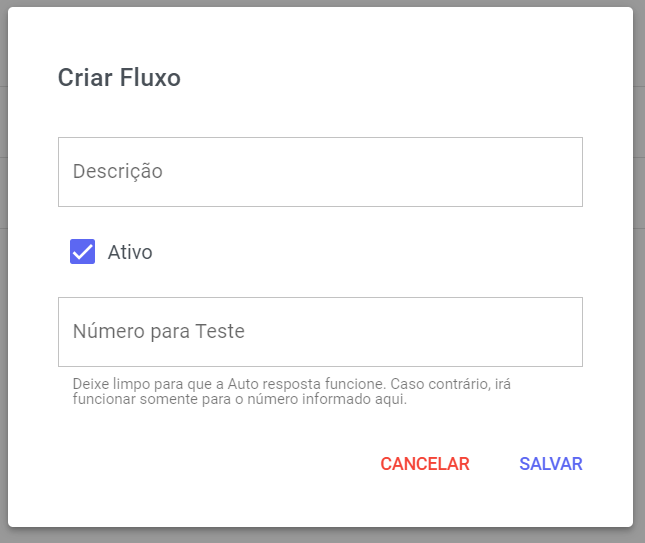 Criar Fluxo
Descrição
Ativo
Número para Teste
Deixe limpo para que a Auto resposta funcione. Caso contrário, irá
funcionar somente para o número informado aqui.
CANCELAR
SALVAR